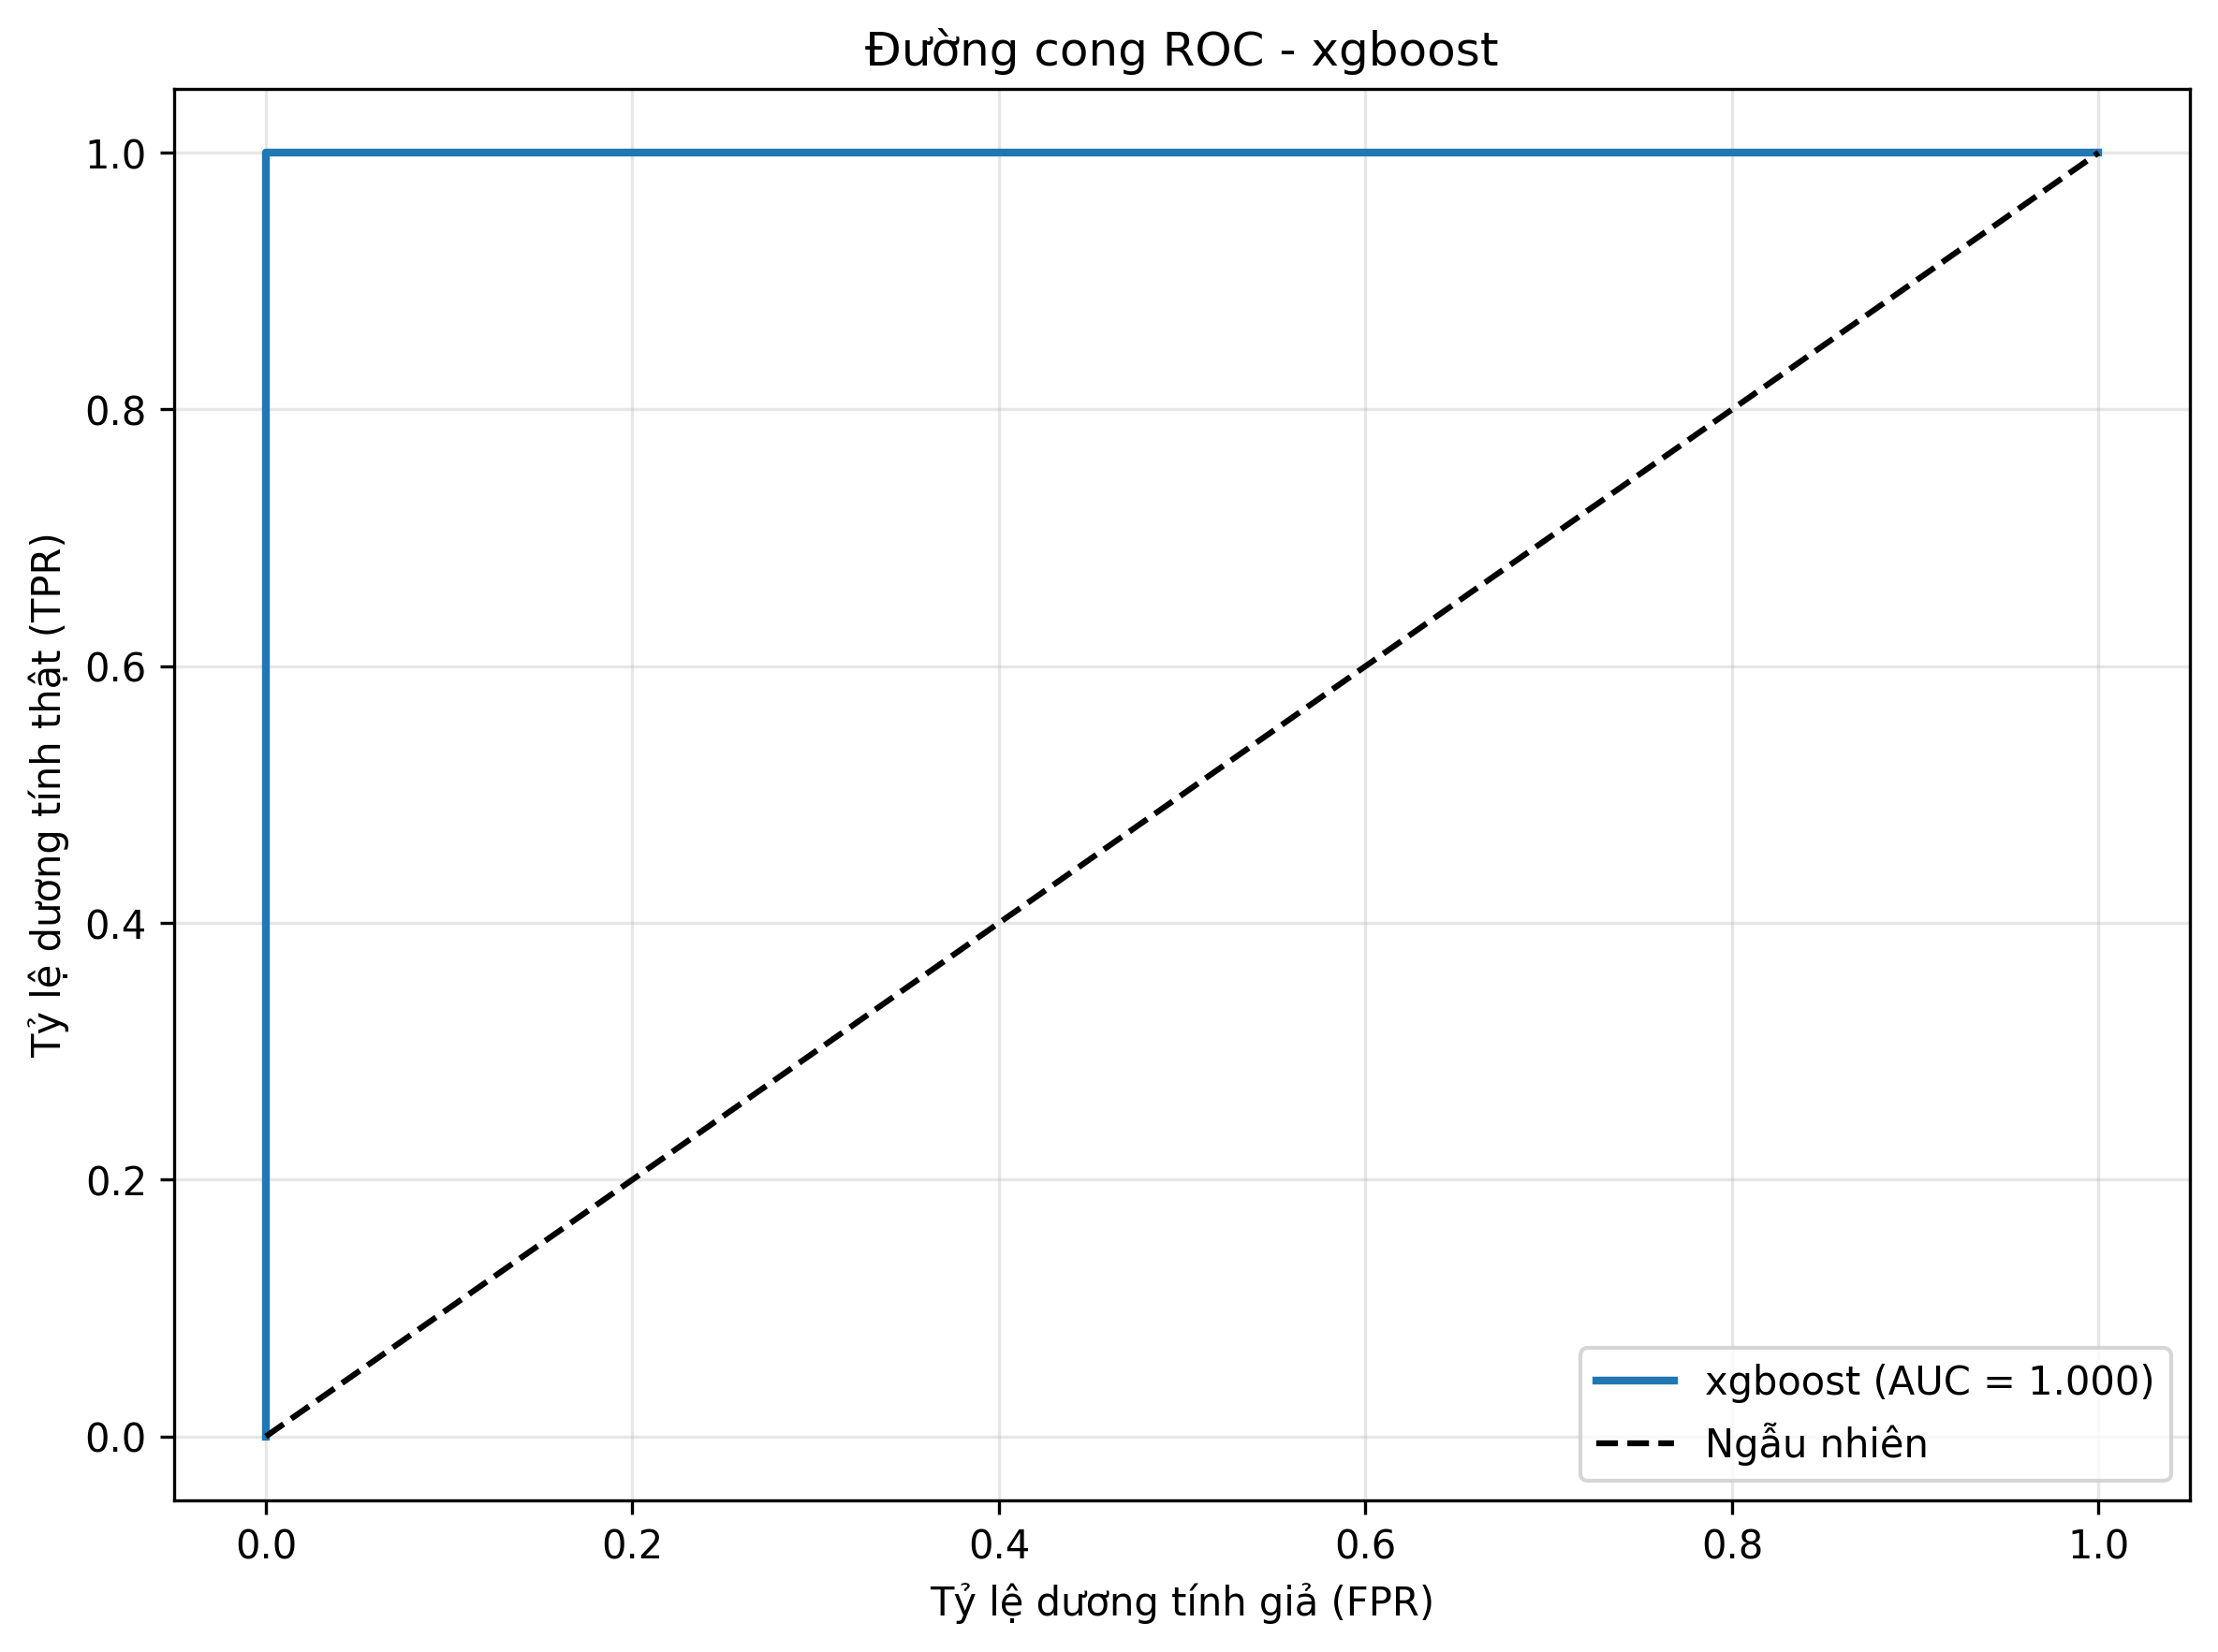 Đường cong ROC - xgboost
Tỷ lệ dương tính thật (TPR)
1.0
0.8
0.6
0.4
0.2
0.0
xgboost (AUC = 1.000)
Ngẫu nhiên
0.0 0.2 0.4 0.6 0.8 1.0
Tỷ lệ dương tính giả (FPR)